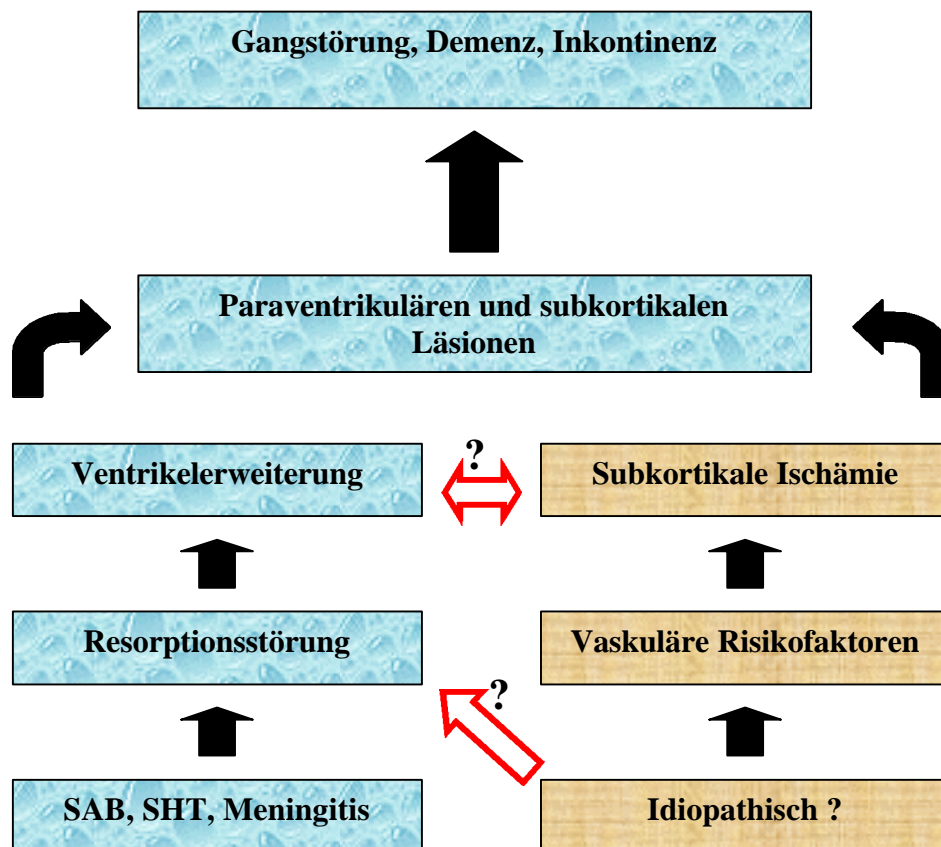 Gangstörung, Demenz, Inkontinenz
Paraventrikulären und subkortikalen
Läsionen
Ventrikelerweiterung
?
Subkortikale Ischämie
Resorptionsstörung
Vaskuläre Risikofaktoren
?
SAB, SHT, Meningitis
Idiopathisch ?